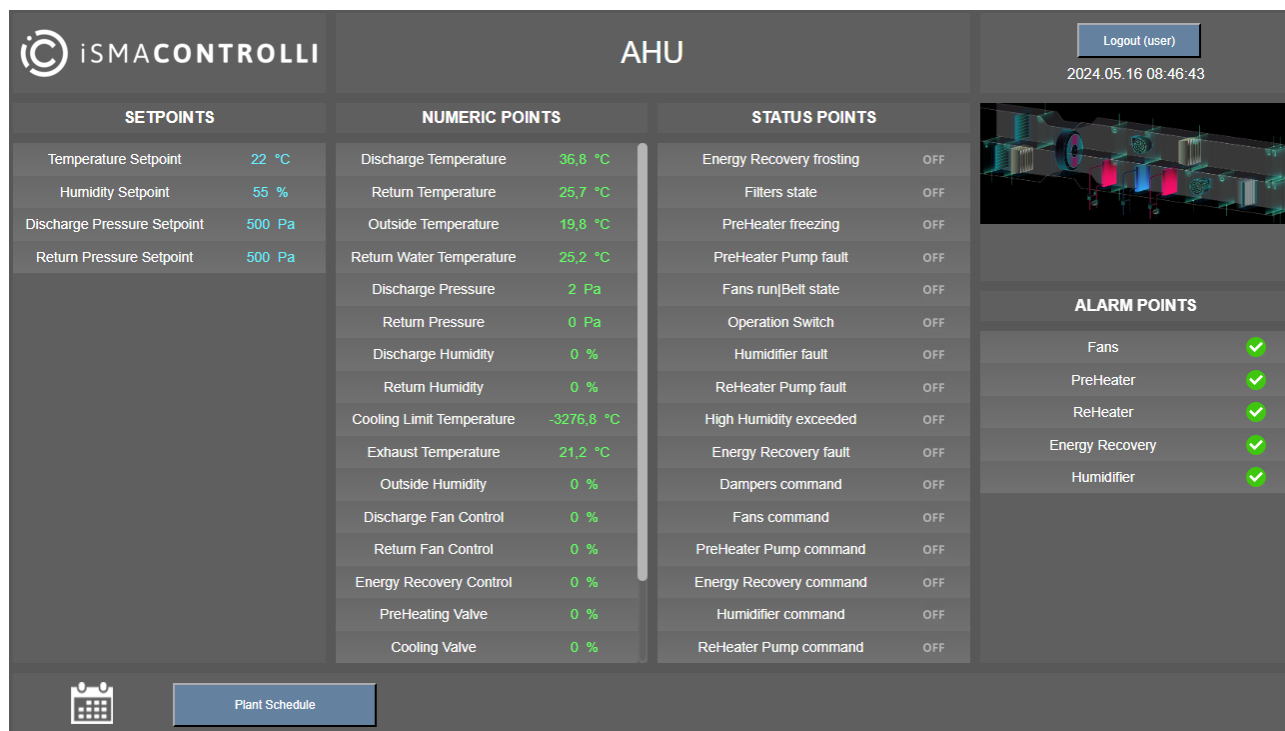 iSMACONTROLLI
AHU
Logout (user)
2024.05.16 08:46:43
SETPOINTS
Temperature Setpoint 22 °C
Humidity Setpoint 55 %
Discharge Pressure Setpoint 500 Pa
Return Pressure Setpoint 500 Pa
NUMERIC POINTS
Discharge Temperature 36,8 °C
Return Temperature 25,7 °C
Outside Temperature 19,8 °C
Return Water Temperature 25,2 °C
Discharge Pressure 2 Pa
Return Pressure 0 Pa
Discharge Humidity 0 %
Return Humidity 0 %
Cooling Limit Temperature -3276,8 °C
Exhaust Temperature 21,2 °C
Outside Humidity 0 %
Discharge Fan Control 0 %
Return Fan Control 0 %
Energy Recovery Control 0 %
PreHeating Valve 0 %
Cooling Valve 0 %
STATUS POINTS
Energy Recovery frosting OFF
Filters state OFF
PreHeater freezing OFF
PreHeater Pump fault OFF
Fans run|Belt state OFF
Operation Switch OFF
Humidifier fault OFF
ReHeater Pump fault OFF
High Humidity exceeded OFF
Energy Recovery fault OFF
Dampers command OFF
Fans command OFF
PreHeater Pump command OFF
Energy Recovery command OFF
Humidifier command OFF
ReHeater Pump command OFF
ALARM POINTS
Fans
PreHeater
ReHeater
Energy Recovery
Humidifier
Plant Schedule